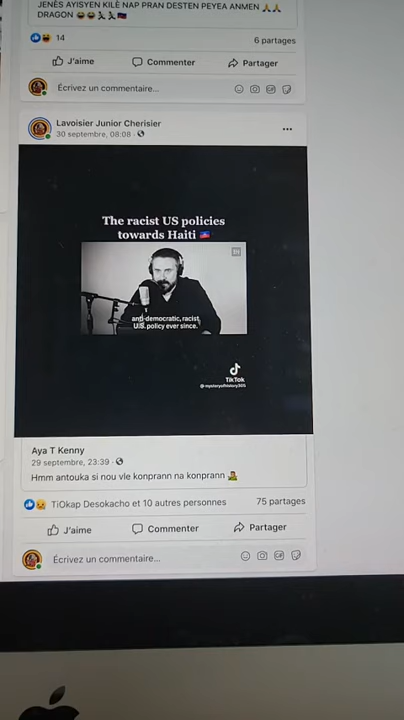 JENÈS AYISYEN KILÈ NAP PRAN DESTEN PEYEA ANMEN 🙏🙏
DRAGON 😂😂🏃🏃🇭🇹
14
6 partages
J'aime
Commenter
Partager
Écrivez un commentaire...
Lavoisier Junior Cherisier
30 septembre, 08:08 ·
The racist US policies
towards Haiti 🇭🇹
anti-democratic, racist
U.S. policy ever since.
TikTok
Aya T Kenny
29 septembre, 23:39 ·
Hmm antouka si nou vle konprann na konprann 🤷
TiOkap Desokacho et 10 autres personnes
75 partages
J'aime
Commenter
Partager
Écrivez un commentaire...